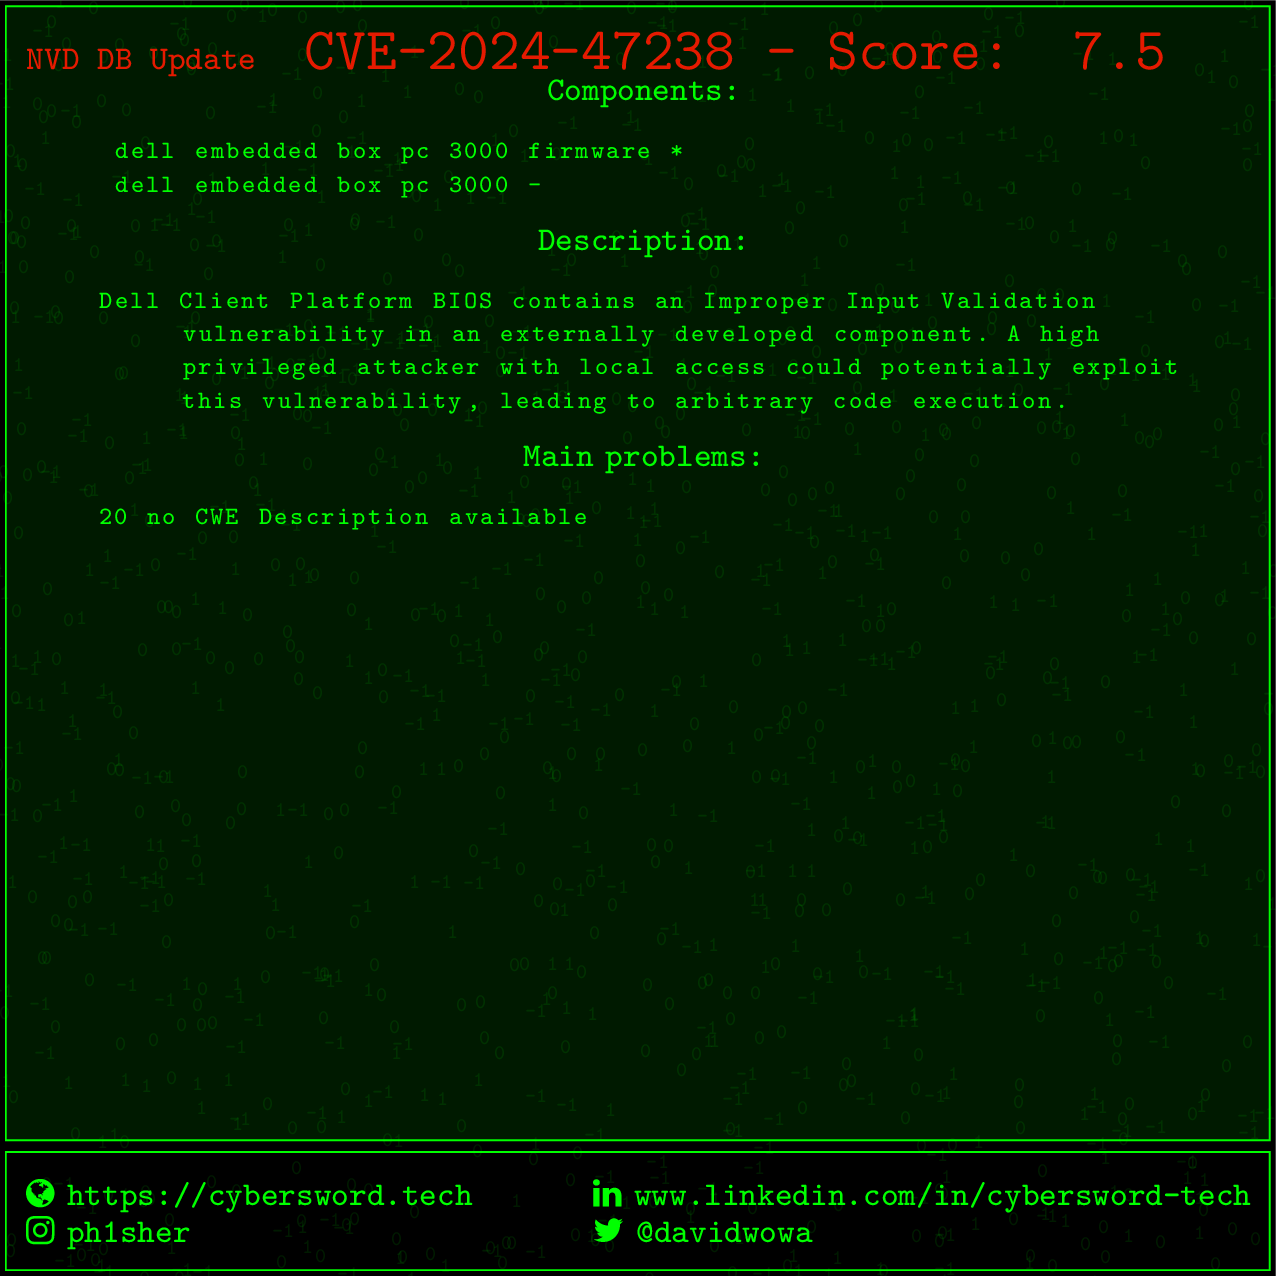 NVD DB Update CVE-2024-47238 - Score: 7.5
Components:
dell embedded box pc 3000 firmware *
dell embedded box pc 3000 -
Description:
Dell Client Platform BIOS contains an Improper Input Validation
vulnerability in an externally developed component. A high
privileged attacker with local access could potentially exploit
this vulnerability, leading to arbitrary code execution.
Main problems:
20 no CWE Description available
https://cybersword.tech
www.linkedin.com/in/cybersword-tech
ph1sher
@davidwowa